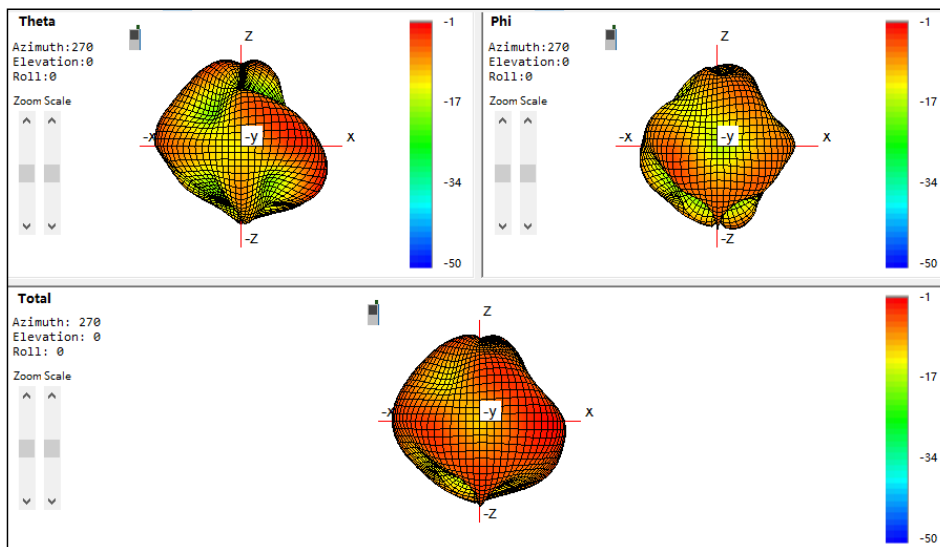 Theta
Azimuth:270
Elevation:0
Roll:0
Zoom Scale
Z
-x
-y
x
-Z
-1
-17
-34
-50
Phi
Azimuth:270
Elevation:0
Roll:0
Zoom Scale
Z
-x
-y
x
-Z
-1
-17
-34
-50
Total
Azimuth: 270
Elevation: 0
Roll: 0
Zoom Scale
Z
-x
-y
x
-Z
-1
-17
-34
-50